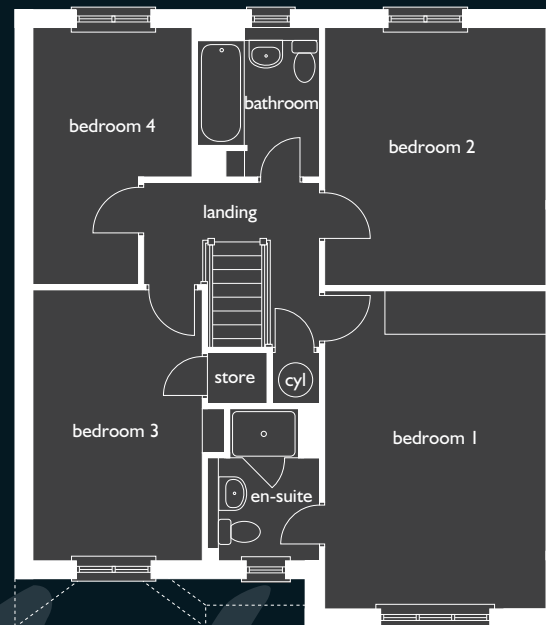 bathroom
bedroom 4
bedroom 2
landing
store
cyl
bedroom 3
bedroom 1
en-suite